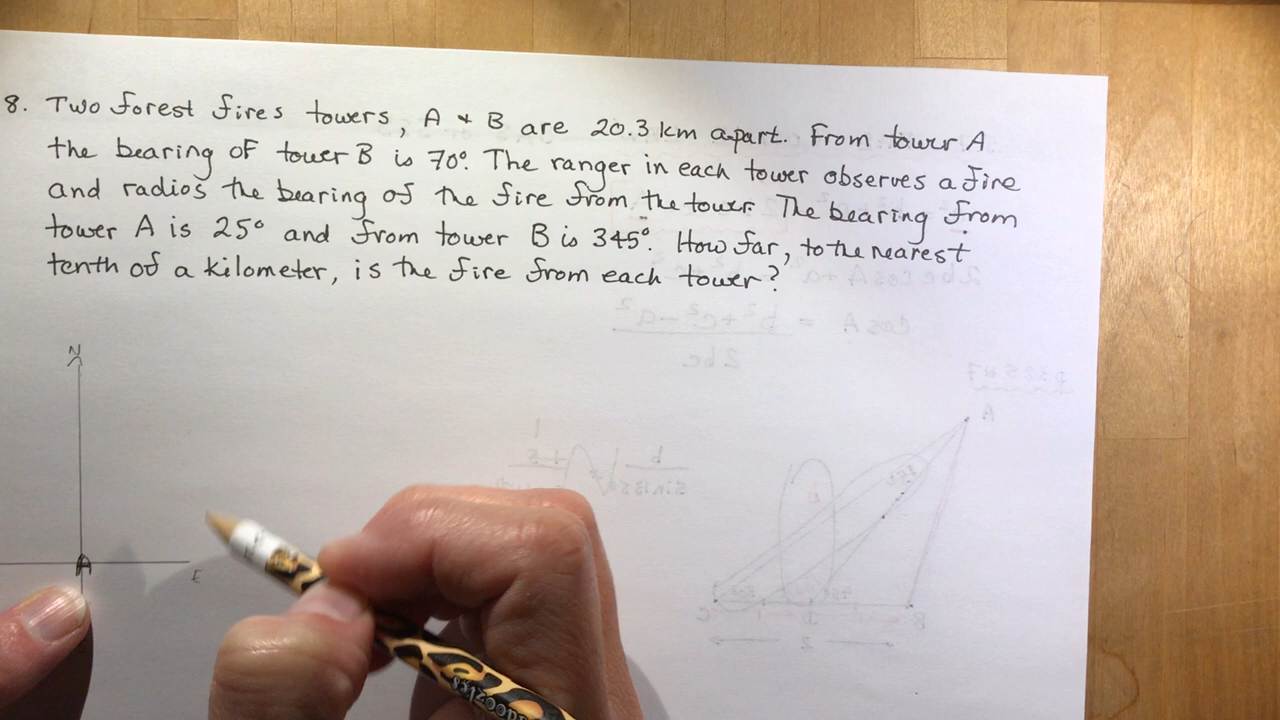 8. Two forest fires towers, A & B are 20.3 km apart. From tower A
the bearing of tower B is 70°. The ranger in each tower observes a fire
and radios the bearing of the fire from the tower. The bearing from
tower A is 25° and from tower B is 345°. How far, to the nearest
tenth of a kilometer, is the fire from each tower?
N
A
E